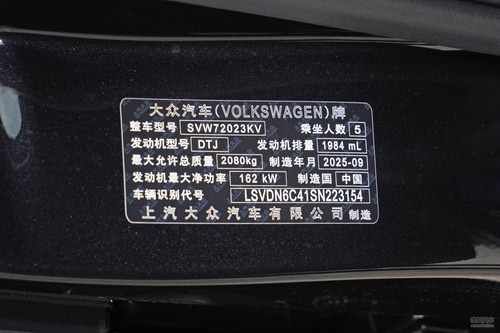 大众汽车(VOLKSWAGEN)牌
整车型号 SVW72023KV 乘坐人数 5
发动机型号 DTJ 发动机排量 1984 mL
最大允许总质量 2080kg 制造年月 2025-09
发动机最大净功率 162 kW 制造国 中国
车辆识别代号 LSVDN6C41SN223154
上汽大众汽车有限公司 制造